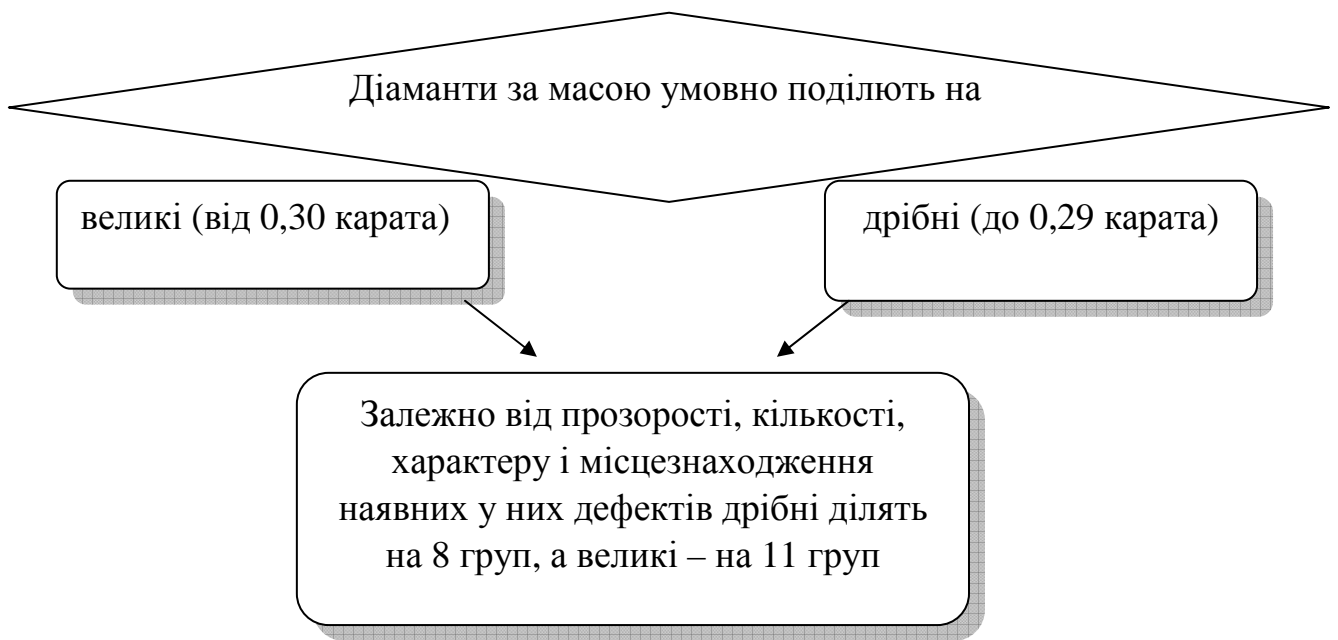 Діаманти за масою умовно поділють на
великі (від 0,30 карата)
дрібні (до 0,29 карата)
Залежно від прозорості, кількості,
характеру і місцезнаходження
наявних у них дефектів дрібні ділять
на 8 груп, а великі – на 11 груп